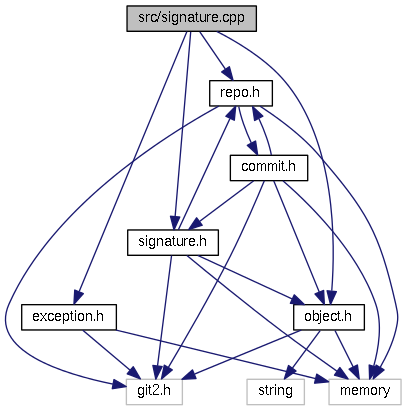 src/signature.cpp
repo.h
commit.h
signature.h
exception.h
object.h
git2.h
string
memory